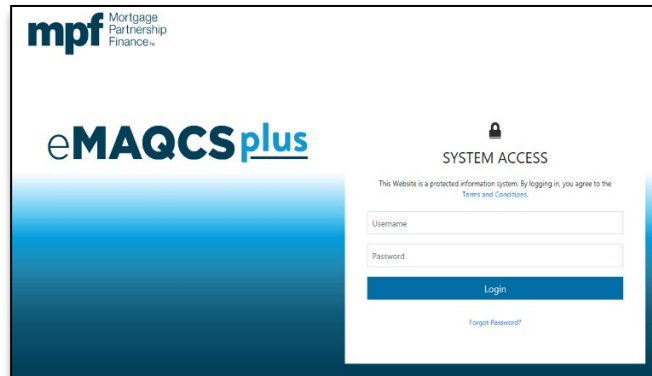 mpf Mortgage
Partnership
Finance™
eMAQCSplus
SYSTEM ACCESS
This Website is a protected information system. By logging in, you agree to the
Terms and Conditions.
Username
Password
Login
Forgot Password?